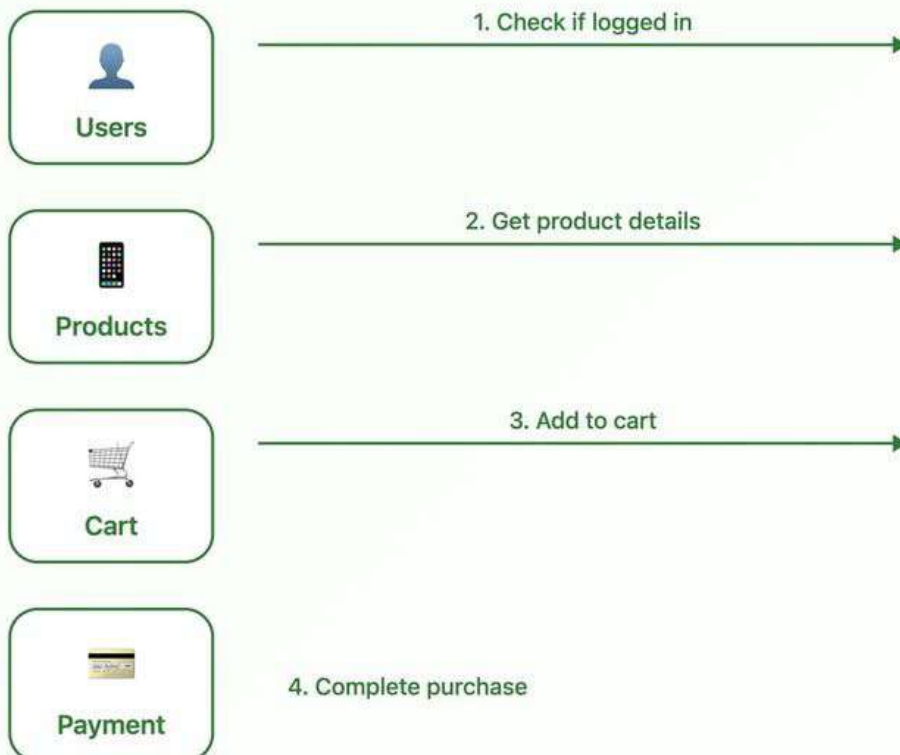 1. Check if logged in
Users
2. Get product details
Products
3. Add to cart
Cart
4. Complete purchase
Payment